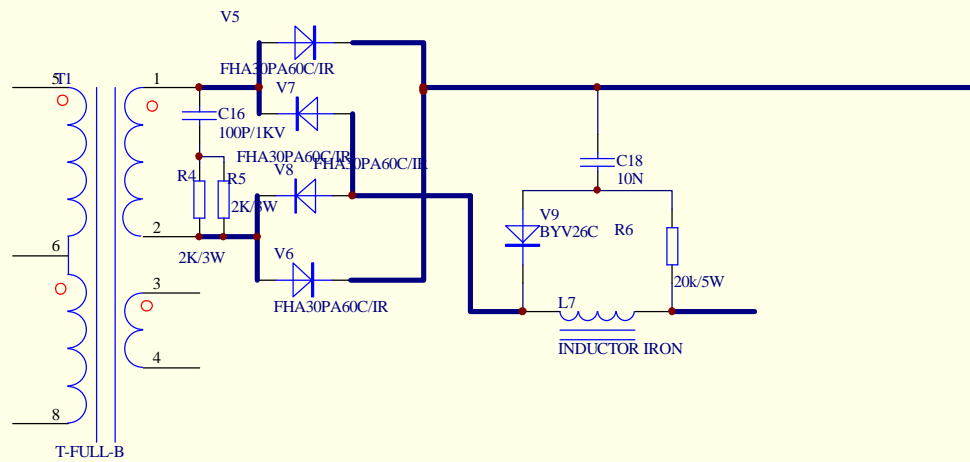 V5
5
T1
1
FHA30PA60C/IR
V7
C16
100P/1KV
FHA30PA60C/IR
FHA30PA60C/IR
V8
C18
10N
R4
R5
2K/3W
V9
BYV26C
R6
2
6
2K/3W
V6
20k/5W
3
FHA30PA60C/IR
L7
4
INDUCTOR IRON
8
T-FULL-B